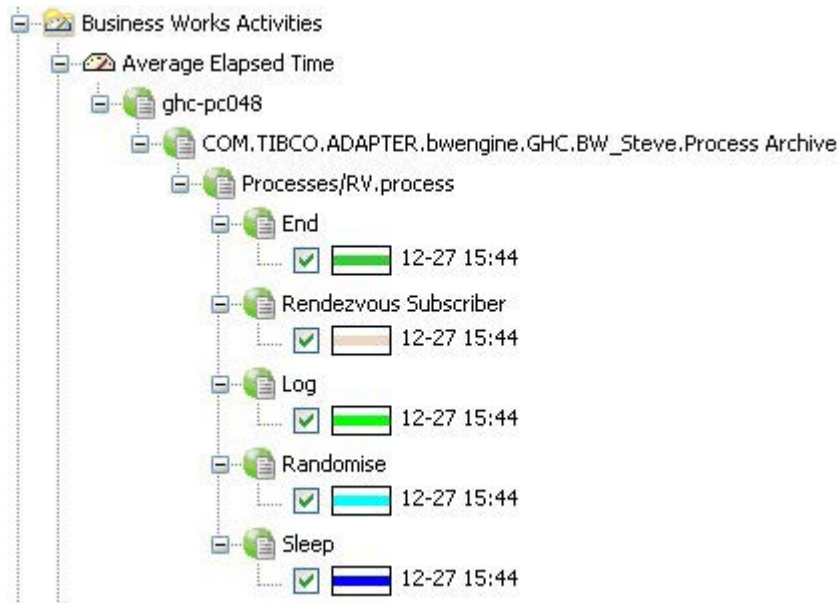 Business Works Activities
Average Elapsed Time
ghc-pc048
COM.TIBCO.ADAPTER.bwengine.GHC.BW_Steve.Process Archive
Processes/RV.process
End
12-27 15:44
Rendezvous Subscriber
12-27 15:44
Log
12-27 15:44
Randomise
12-27 15:44
Sleep
12-27 15:44